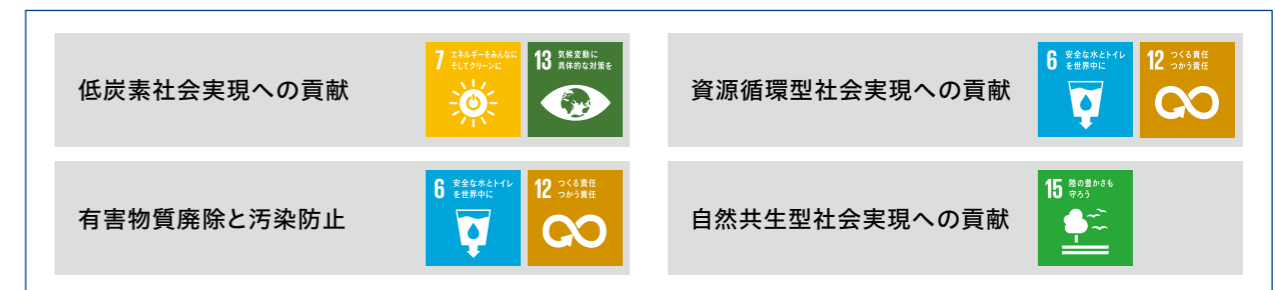 低炭素社会実現への貢献
7 エネルギーをみんなに
そしてクリーンに
13 気候変動に
具体的な対策を
資源循環型社会実現への貢献
6 安全な水とトイレ
を世界中に
12 つくる責任
つかう責任
有害物質廃除と汚染防止
6 安全な水とトイレ
を世界中に
12 つくる責任
つかう責任
自然共生型社会実現への貢献
15 陸の豊かさも
守ろう